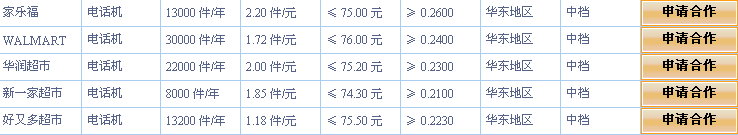 家乐福 电话机 13000 件/年 2.20 件/元 ≤ 75.00 元 ≥ 0.2600 华东地区 中档 申请合作
WALMART 电话机 30000 件/年 1.72 件/元 ≤ 76.00 元 ≥ 0.2400 华东地区 中档 申请合作
华润超市 电话机 22000 件/年 2.00 件/元 ≤ 75.20 元 ≥ 0.2300 华东地区 中档 申请合作
新一家超市 电话机 8000 件/年 1.85 件/元 ≤ 74.30 元 ≥ 0.2100 华东地区 中档 申请合作
好又多超市 电话机 13200 件/年 1.18 件/元 ≤ 75.50 元 ≥ 0.2230 华东地区 中档 申请合作